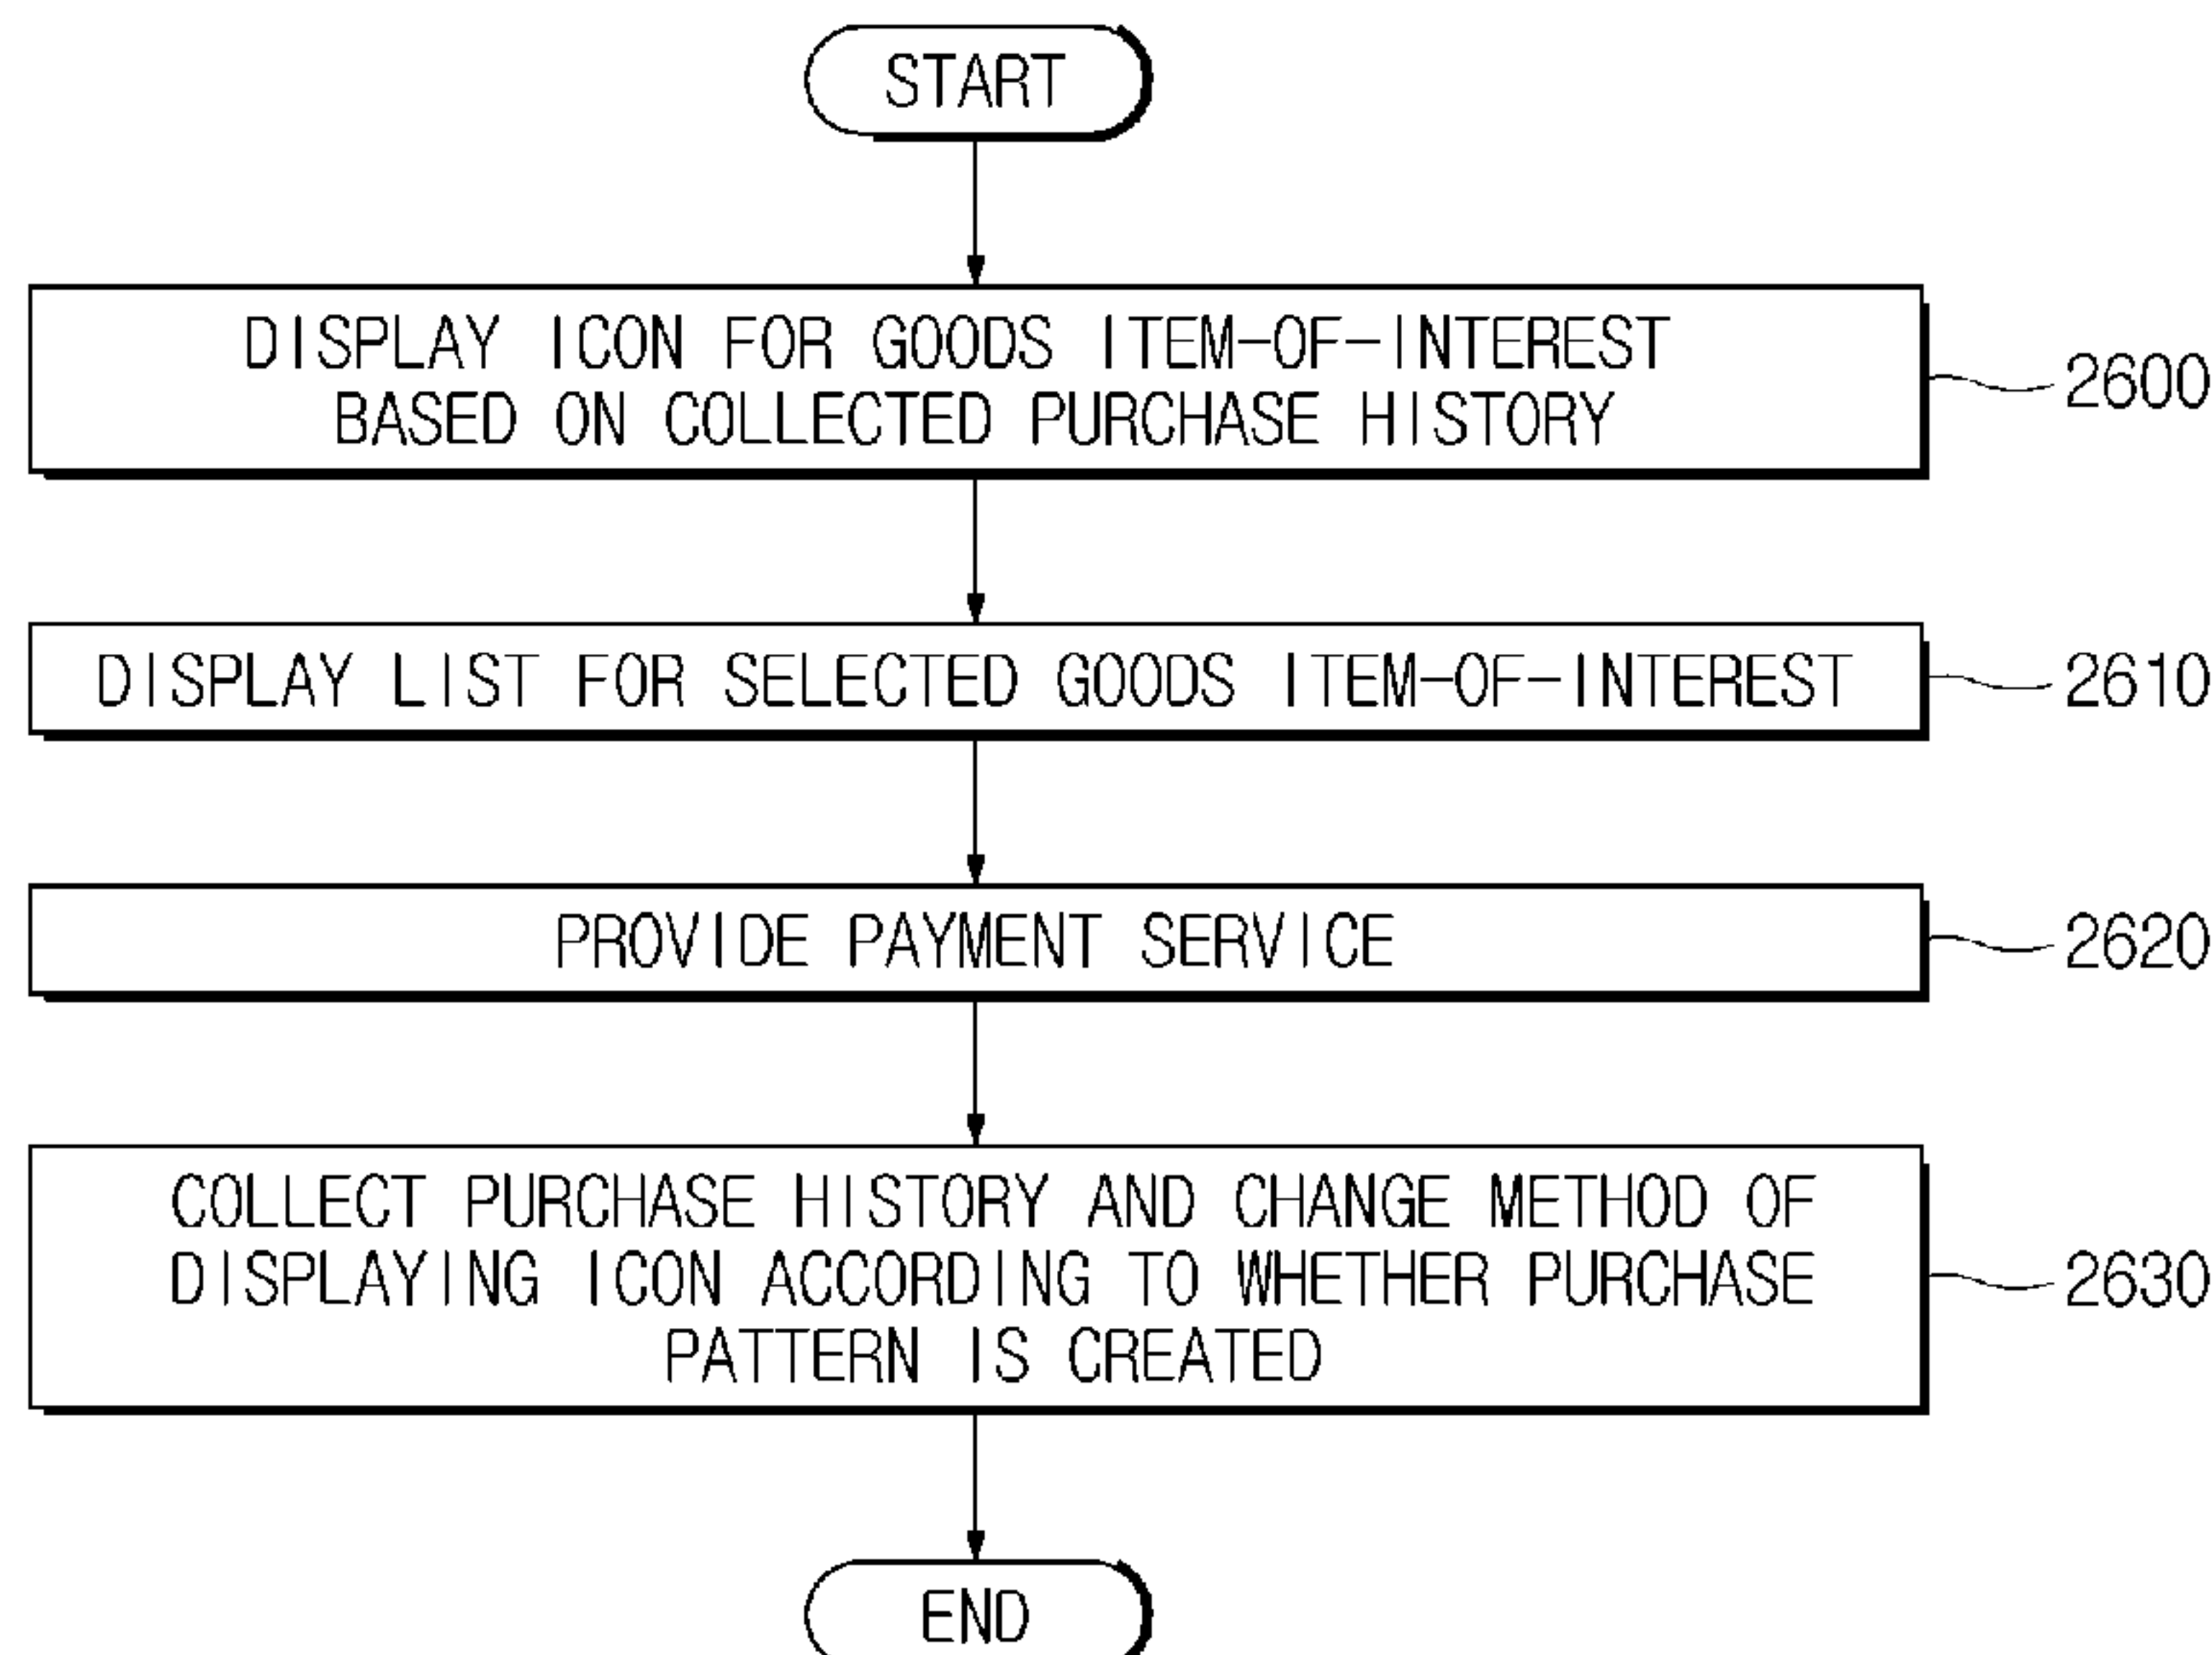 START
DISPLAY ICON FOR GOODS ITEM-OF-INTEREST
BASED ON COLLECTED PURCHASE HISTORY
2600
DISPLAY LIST FOR SELECTED GOODS ITEM-OF-INTEREST
2610
PROVIDE PAYMENT SERVICE
2620
COLLECT PURCHASE HISTORY AND CHANGE METHOD OF
DISPLAYING ICON ACCORDING TO WHETHER PURCHASE
PATTERN IS CREATED
2630
END